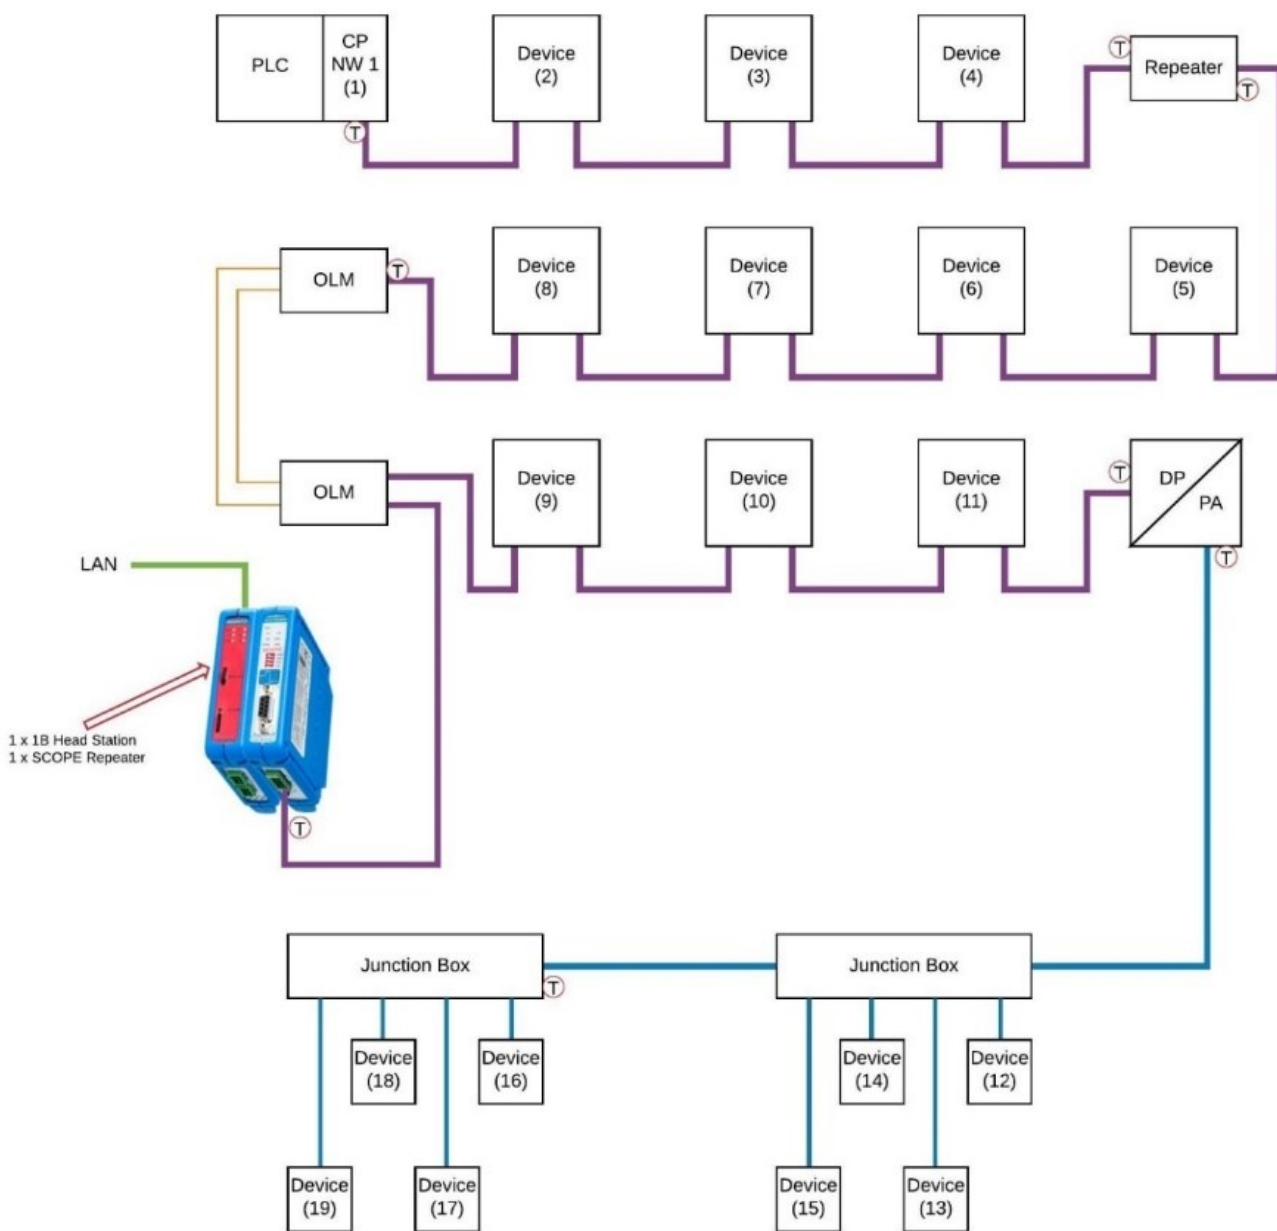 PLC
CP
NW 1
(1)
T
Device
(2)
Device
(3)
Device
(4)
T
Repeater
T
OLM
T
Device
(8)
Device
(7)
Device
(6)
Device
(5)
OLM
Device
(9)
Device
(10)
Device
(11)
T
DP
PA
T
LAN
1 x 1B Head Station
1 x SCOPE Repeater
T
Junction Box
T
Junction Box
Device
(18)
Device
(16)
Device
(14)
Device
(12)
Device
(19)
Device
(17)
Device
(15)
Device
(13)